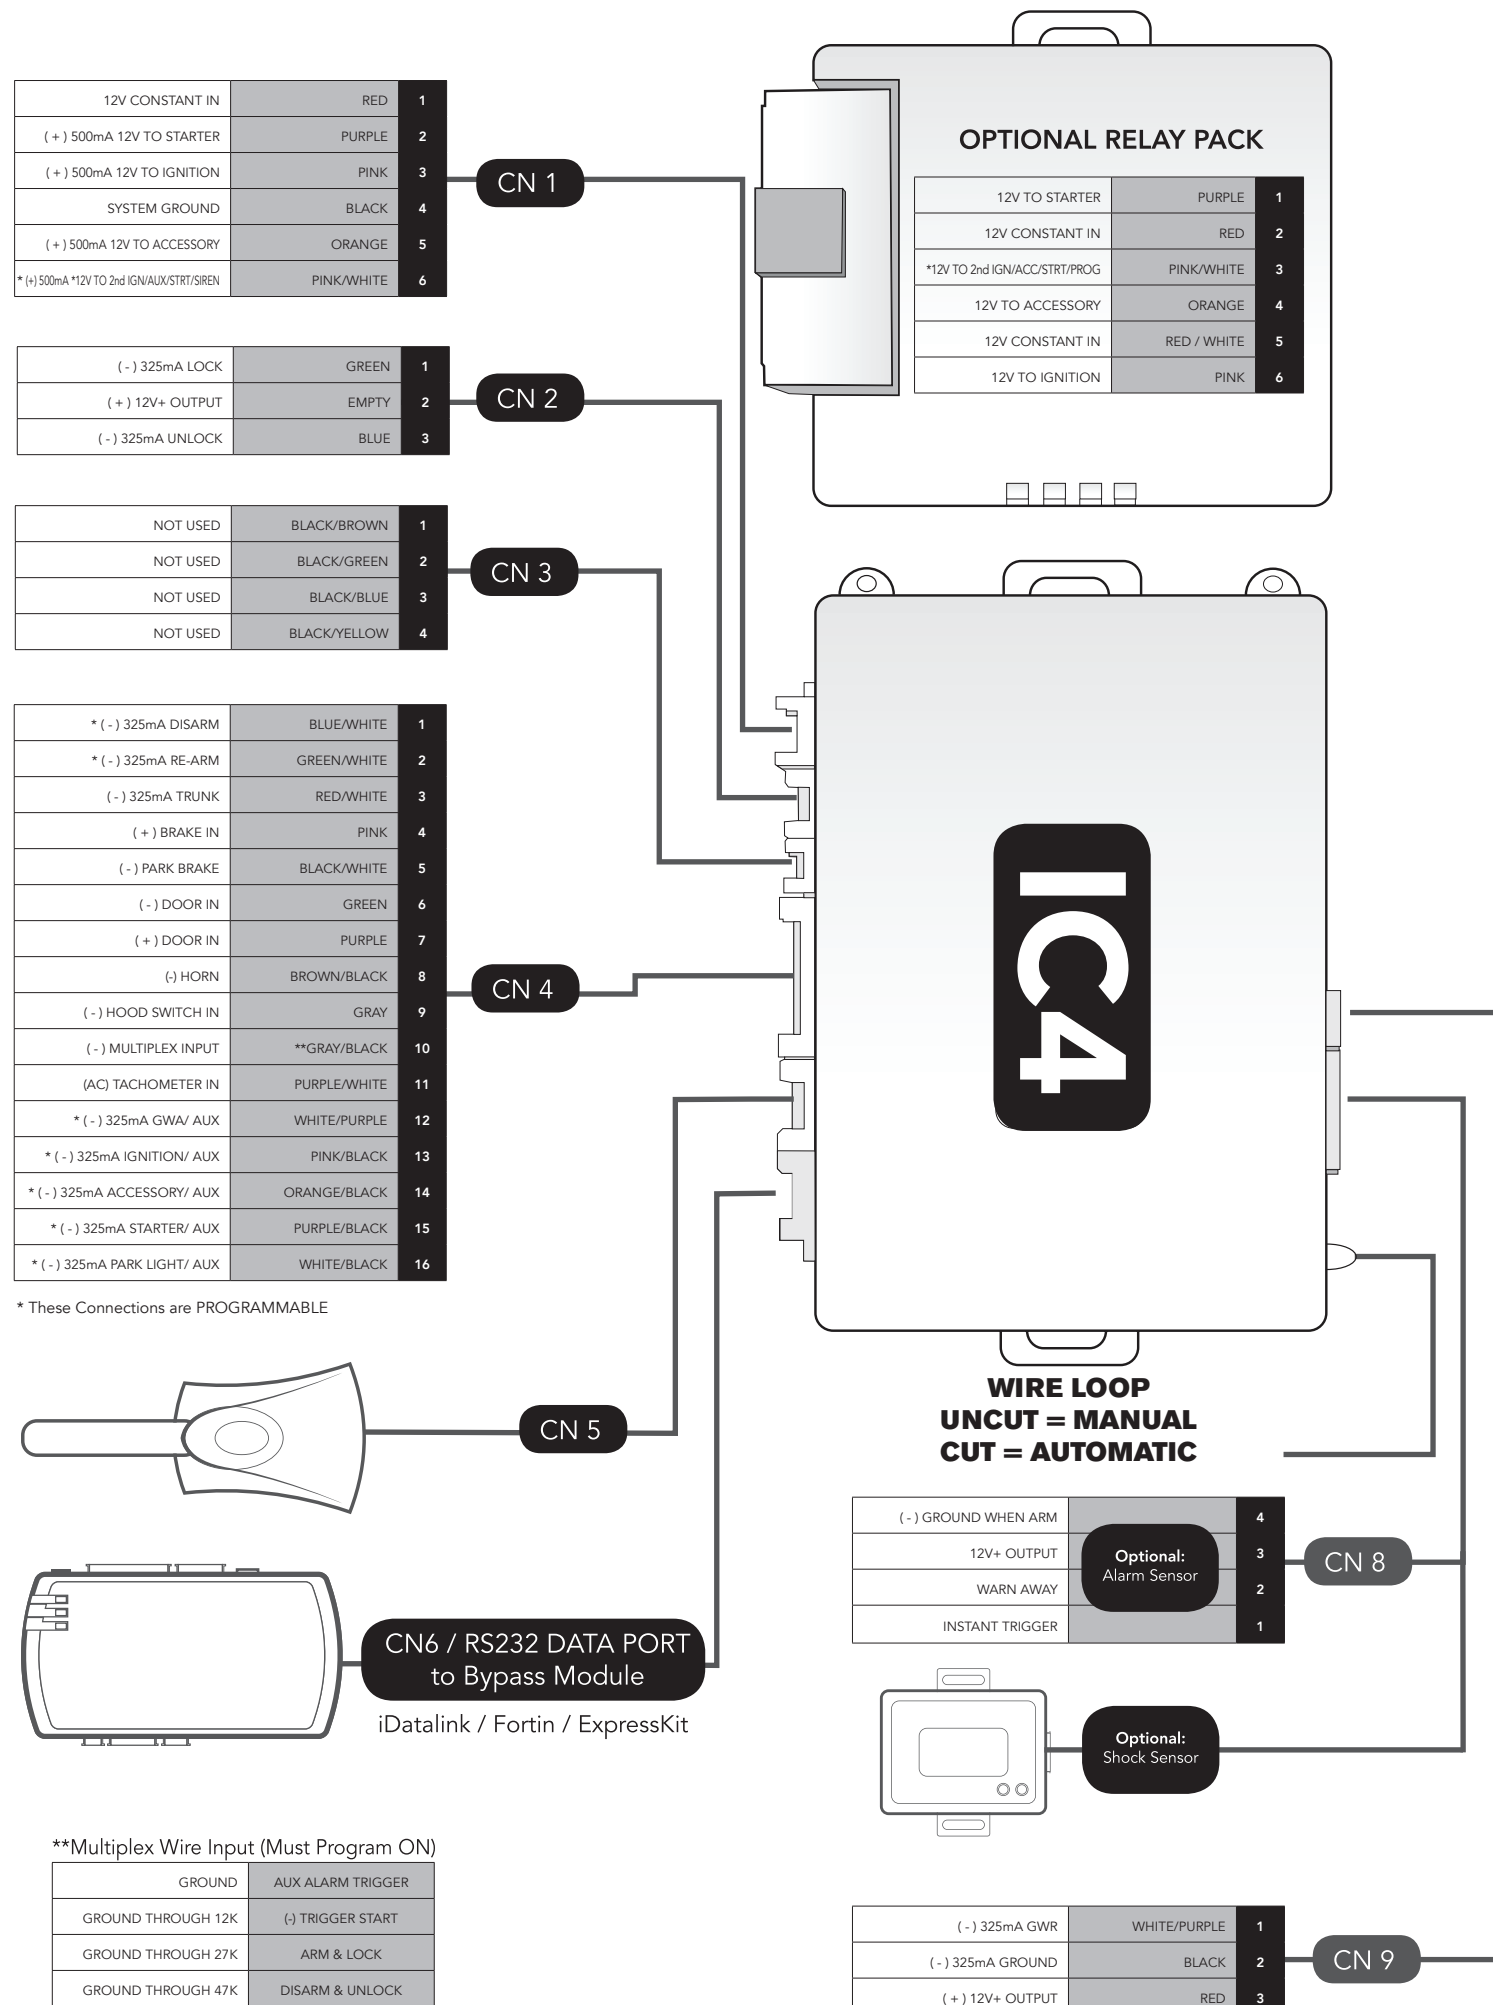 12V CONSTANT IN RED 1
( + ) 500mA 12V TO STARTER PURPLE 2
( + ) 500mA 12V TO IGNITION PINK 3
SYSTEM GROUND BLACK 4
( + ) 500mA 12V TO ACCESSORY ORANGE 5
* (+) 500mA *12V TO 2nd IGN/AUX/STRT/SIREN PINK/WHITE 6
CN 1
OPTIONAL RELAY PACK
12V TO STARTER PURPLE 1
12V CONSTANT IN RED 2
*12V TO 2nd IGN/ACC/STRT/PROG PINK/WHITE 3
12V TO ACCESSORY ORANGE 4
12V CONSTANT IN RED / WHITE 5
12V TO IGNITION PINK 6
( - ) 325mA LOCK GREEN 1
( + ) 12V+ OUTPUT EMPTY 2
( - ) 325mA UNLOCK BLUE 3
CN 2
NOT USED BLACK/BROWN 1
NOT USED BLACK/GREEN 2
NOT USED BLACK/BLUE 3
NOT USED BLACK/YELLOW 4
CN 3
* ( - ) 325mA DISARM BLUE/WHITE 1
* ( - ) 325mA RE-ARM GREEN/WHITE 2
( - ) 325mA TRUNK RED/WHITE 3
( + ) BRAKE IN PINK 4
( - ) PARK BRAKE BLACK/WHITE 5
( - ) DOOR IN GREEN 6
( + ) DOOR IN PURPLE 7
(-) HORN BROWN/BLACK 8
( - ) HOOD SWITCH IN GRAY 9
( - ) MULTIPLEX INPUT **GRAY/BLACK 10
(AC) TACHOMETER IN PURPLE/WHITE 11
* ( - ) 325mA GWA/ AUX WHITE/PURPLE 12
* ( - ) 325mA IGNITION/ AUX PINK/BLACK 13
* ( - ) 325mA ACCESSORY/ AUX ORANGE/BLACK 14
* ( - ) 325mA STARTER/ AUX PURPLE/BLACK 15
* ( - ) 325mA PARK LIGHT/ AUX WHITE/BLACK 16
CN 4
* These Connections are PROGRAMMABLE
IC4
WIRE LOOP
UNCUT = MANUAL
CUT = AUTOMATIC
CN 5
( - ) GROUND WHEN ARM 4
12V+ OUTPUT 3
WARN AWAY 2
INSTANT TRIGGER 1
Optional:
Alarm Sensor
CN 8
CN6 / RS232 DATA PORT
to Bypass Module
iDatalink / Fortin / ExpressKit
Optional:
Shock Sensor
**Multiplex Wire Input (Must Program ON)
GROUND AUX ALARM TRIGGER
GROUND THROUGH 12K (-) TRIGGER START
GROUND THROUGH 27K ARM & LOCK
GROUND THROUGH 47K DISARM & UNLOCK
( - ) 325mA GWR WHITE/PURPLE 1
( - ) 325mA GROUND BLACK 2
( + ) 12V+ OUTPUT RED 3
CN 9